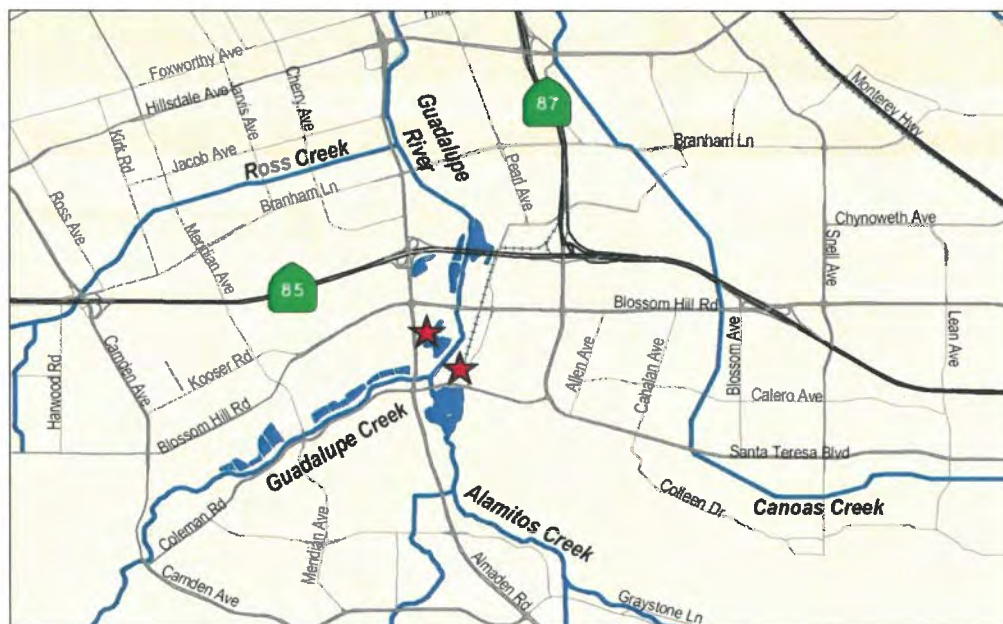 Foxworthy Ave
Hillsdale Ave
Jarvis Ave
Cherry Ave
Kirk Rd
Jacob Ave
Ross Creek
Guadalupe
River
Pearl Ave
87
Monterey Hwy
Branham Ln
Branham Ln
Ross Ave
Meridian Ave
Chynoweth Ave
Snell Ave
85
Blossom Hill Rd
Lean Ave
Harwood Rd
Camden Ave
Kooser Rd
Blossom Hill Rd
Allen Ave
Cahalan Ave
Blossom Ave
Calero Ave
Guadalupe Creek
Santa Teresa Blvd
Colleen Dr
Canoas Creek
Coleman Rd
Meridian Ave
Alamitos Creek
Camden Ave
Almaden Rd
Graystone Ln